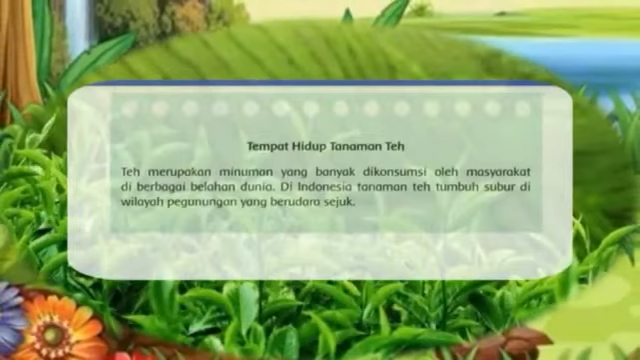 Tempat Hidup Tanaman Teh
Teh merupakan minuman yang banyak dikonsumsi oleh masyarakat
di berbagai belahan dunia. Di Indonesia tanaman teh tumbuh subur di
wilayah pegunungan yang berudara sejuk.